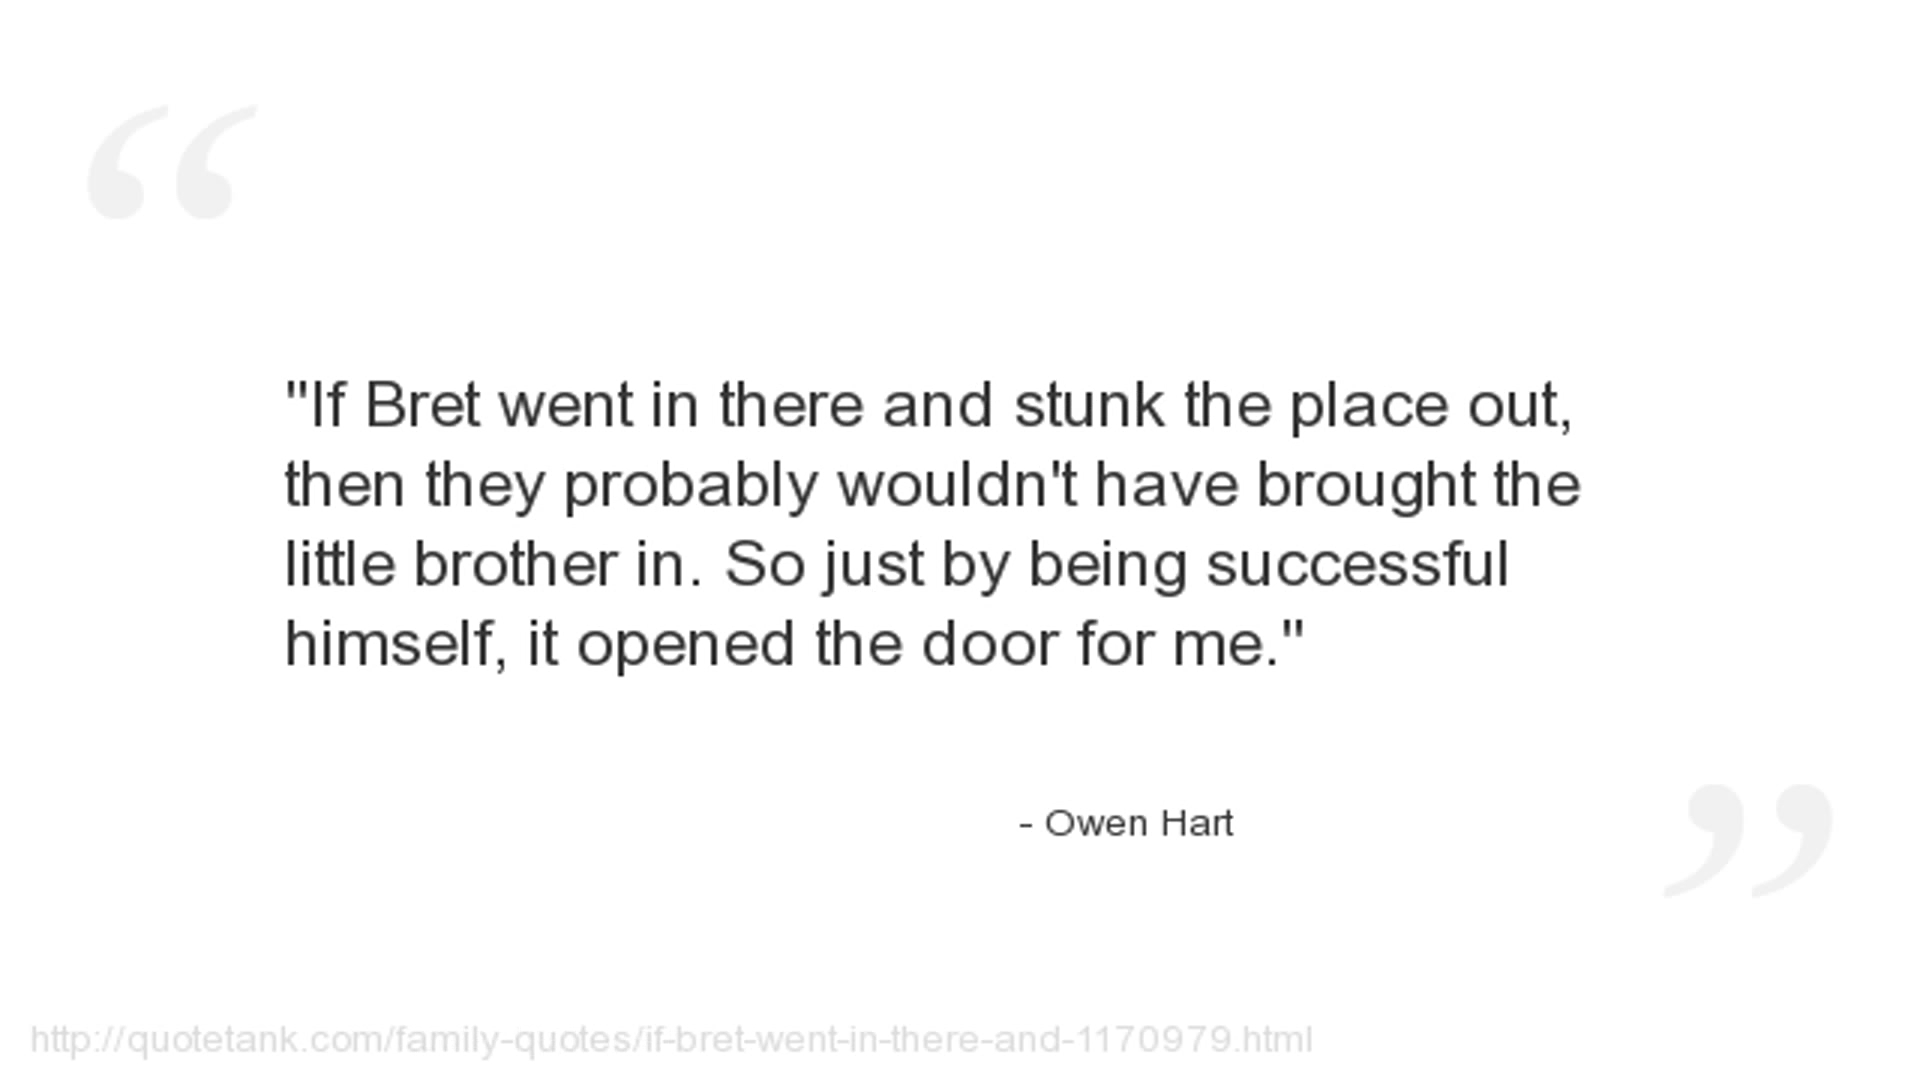 "If Bret went in there and stunk the place out,
then they probably wouldn't have brought the
little brother in. So just by being successful
himself, it opened the door for me."
- Owen Hart
http://quotetank.com/family-quotes/if-bret-went-in-there-and-1170979.html